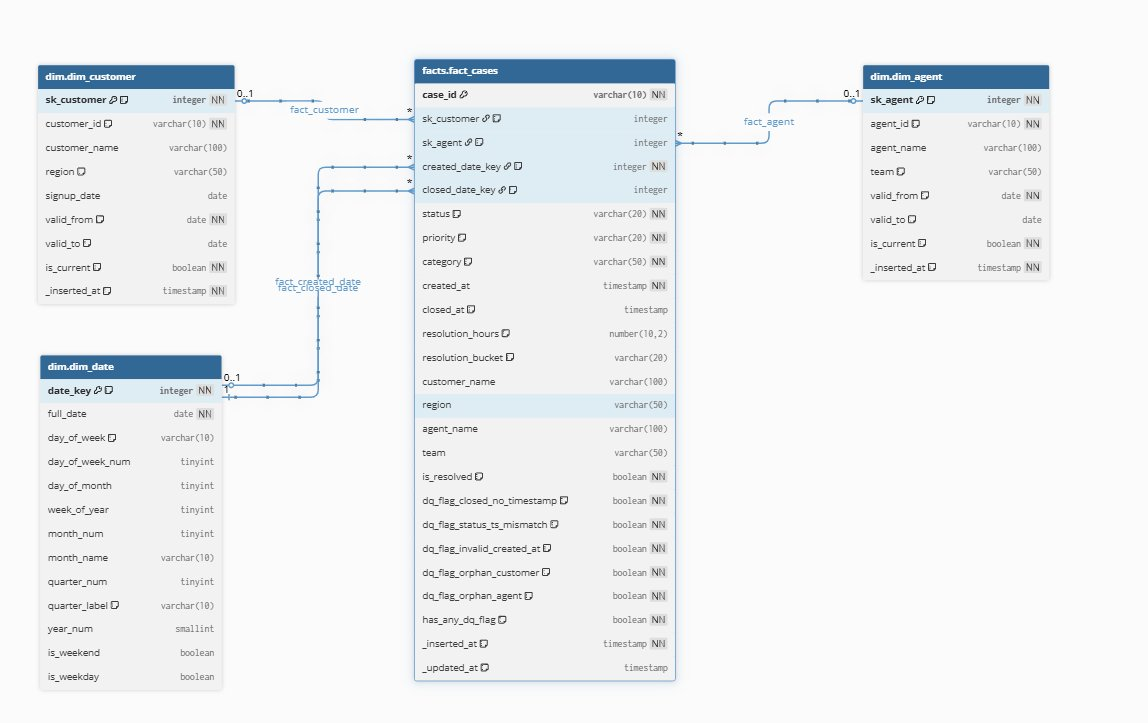 dim.dim_customer
sk_customer integer NN
customer_id varchar(10) NN
customer_name varchar(100)
region varchar(50)
signup_date date
valid_from date NN
valid_to date
is_current boolean NN
_inserted_at timestamp NN
0..1
fact_customer
*
facts.fact_cases
case_id varchar(10) NN
sk_customer integer
sk_agent integer
created_date_key integer NN
closed_date_key integer
status varchar(20) NN
priority varchar(20) NN
category varchar(50) NN
created_at timestamp NN
closed_at timestamp
resolution_hours number(10,2)
resolution_bucket varchar(20)
customer_name varchar(100)
region varchar(50)
agent_name varchar(100)
team varchar(50)
is_resolved boolean NN
dq_flag_closed_no_timestamp boolean NN
dq_flag_status_ts_mismatch boolean NN
dq_flag_invalid_created_at boolean NN
dq_flag_orphan_customer boolean NN
dq_flag_orphan_agent boolean NN
has_any_dq_flag boolean NN
_inserted_at timestamp NN
_updated_at timestamp
*
fact_agent
0..1
dim.dim_agent
sk_agent integer NN
agent_id varchar(10) NN
agent_name varchar(100)
team varchar(50)
valid_from date NN
valid_to date
is_current boolean NN
_inserted_at timestamp NN
*
*
fact_created_date
fact_closed_date
0..1
1
dim.dim_date
date_key integer NN
full_date date NN
day_of_week varchar(10)
day_of_week_num tinyint
day_of_month tinyint
week_of_year tinyint
month_num tinyint
month_name varchar(10)
quarter_num tinyint
quarter_label varchar(10)
year_num smallint
is_weekend boolean
is_weekday boolean